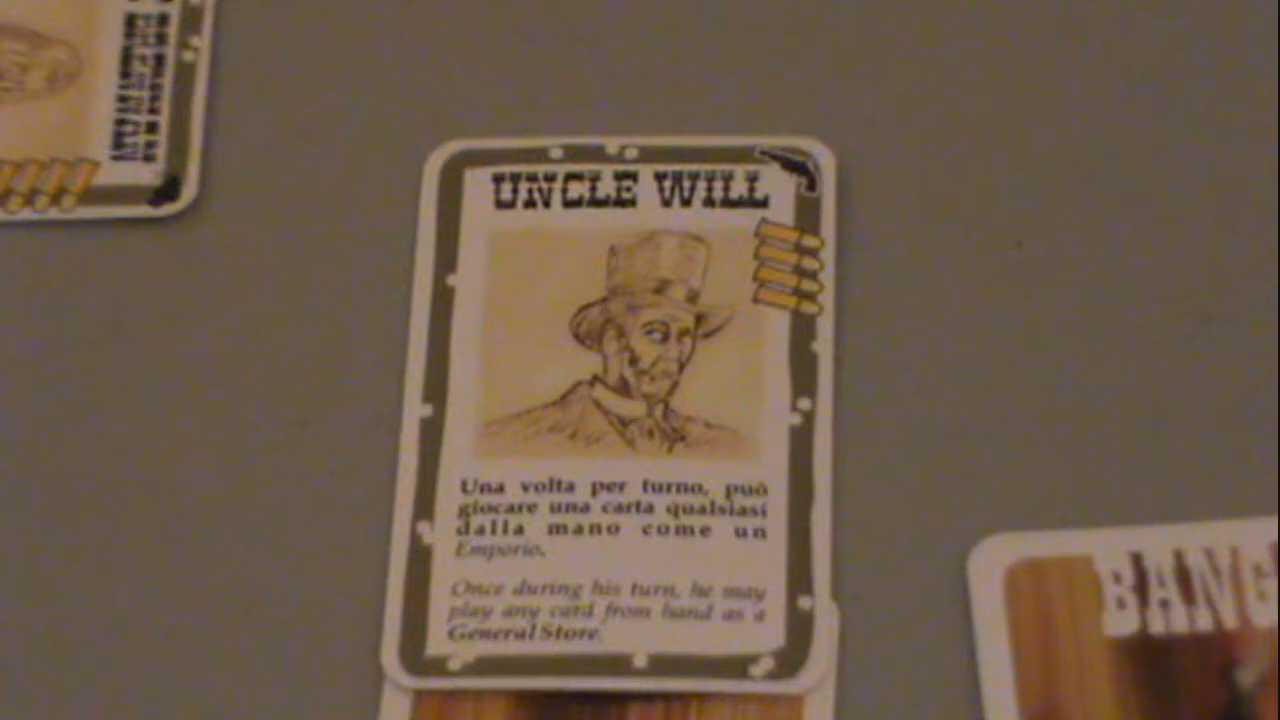 UNCLE WILL
Una volta per turno, può
giocare una carta qualsiasi
dalla mano come un
Emporio.
Once during his turn, he may
play any card from hand as a
General Store.
BANG